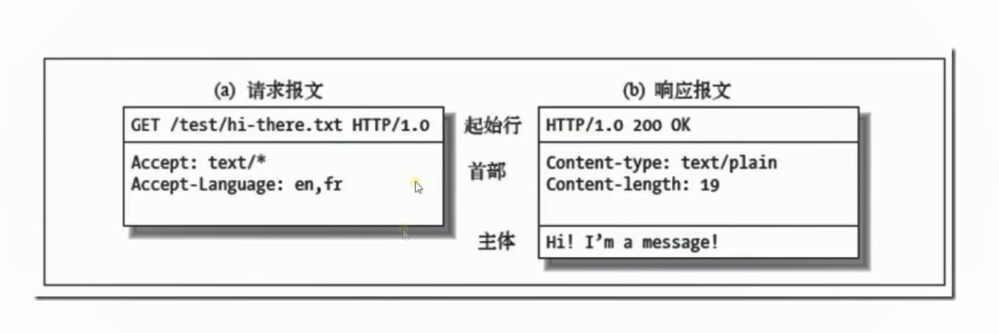 (a) 请求报文
(b) 响应报文
GET /test/hi-there.txt HTTP/1.0
起始行
HTTP/1.0 200 OK
Accept: text/*
Accept-Language: en,fr
首部
Content-type: text/plain
Content-length: 19
主体
Hi! I’m a message!